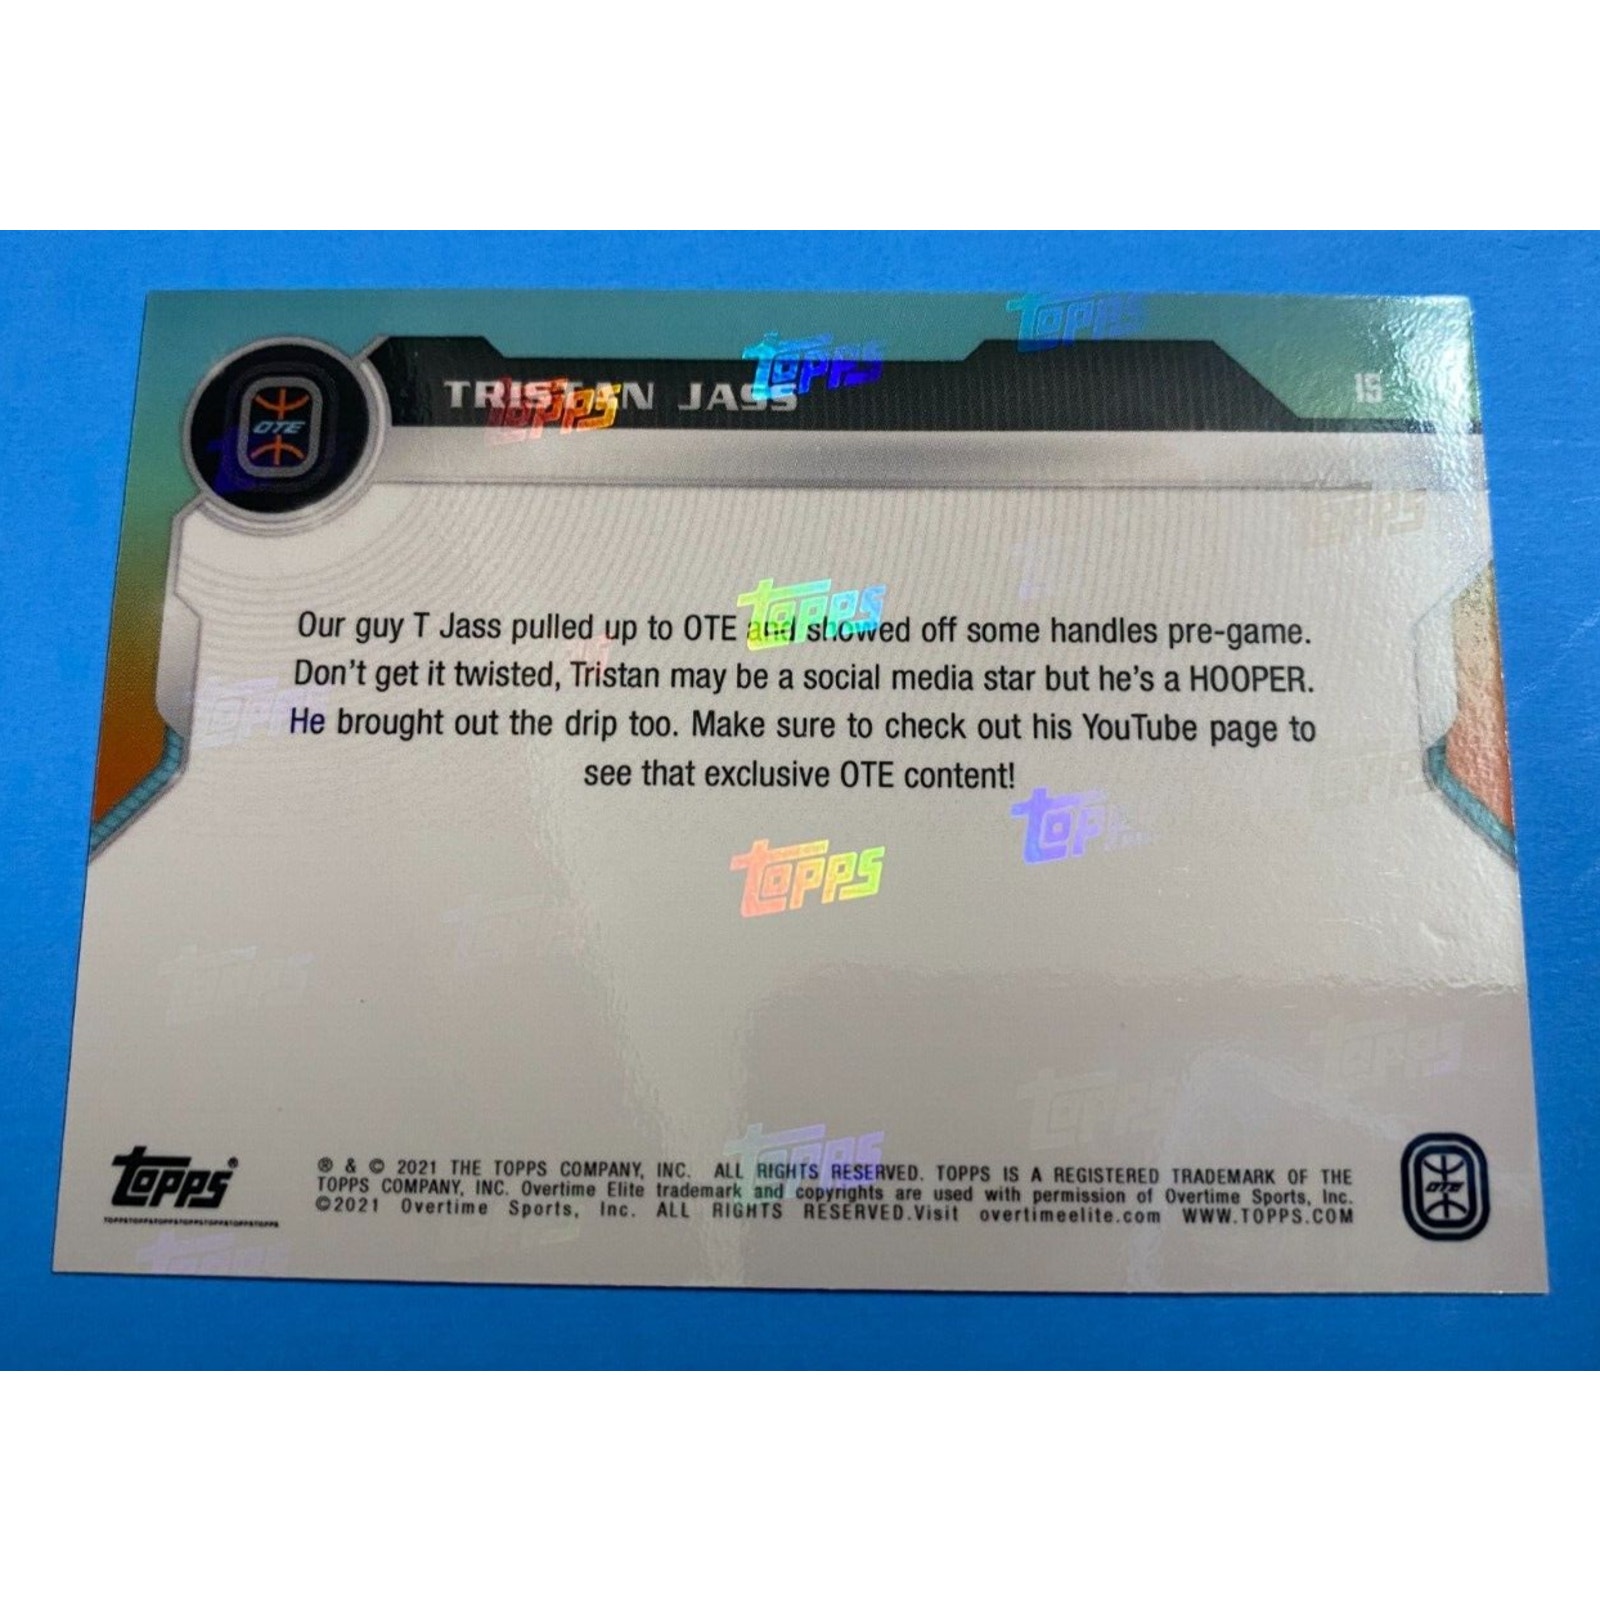 TRISTAN JASS
15
OTE
Our guy T Jass pulled up to OTE and showed off some handles pre-game.
Don't get it twisted, Tristan may be a social media star but he's a HOOPER.
He brought out the drip too. Make sure to check out his YouTube page to
see that exclusive OTE content!
Topps®
TOPPSTOPPSTOPPSTOPPSTOPPSTOPPSTOPPS
® & © 2021 THE TOPPS COMPANY, INC. ALL RIGHTS RESERVED. TOPPS IS A REGISTERED TRADEMARK OF THE
TOPPS COMPANY, INC. Overtime Elite trademark and copyrights are used with permission of Overtime Sports, Inc.
©2021 Overtime Sports, Inc. ALL RIGHTS RESERVED.Visit overtimeelite.com WWW.TOPPS.COM
OTE
Topps
Topps
Topps
Topps
Topps